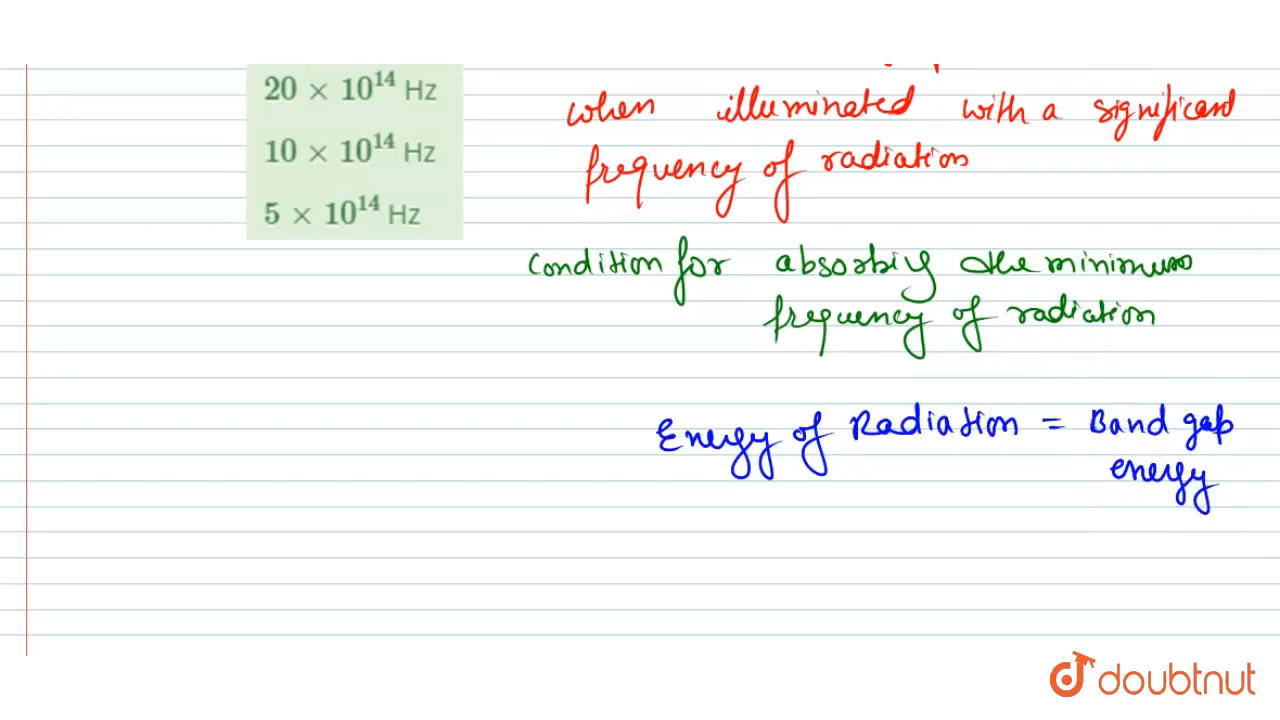 20 × 10¹⁴ Hz
10 × 10¹⁴ Hz
5 × 10¹⁴ Hz
when illuminated with a significant
frequency of radiation
Condition for absorbing the minimum
frequency of radiation
Energy of Radiation = Band gap
energy
doubtnut